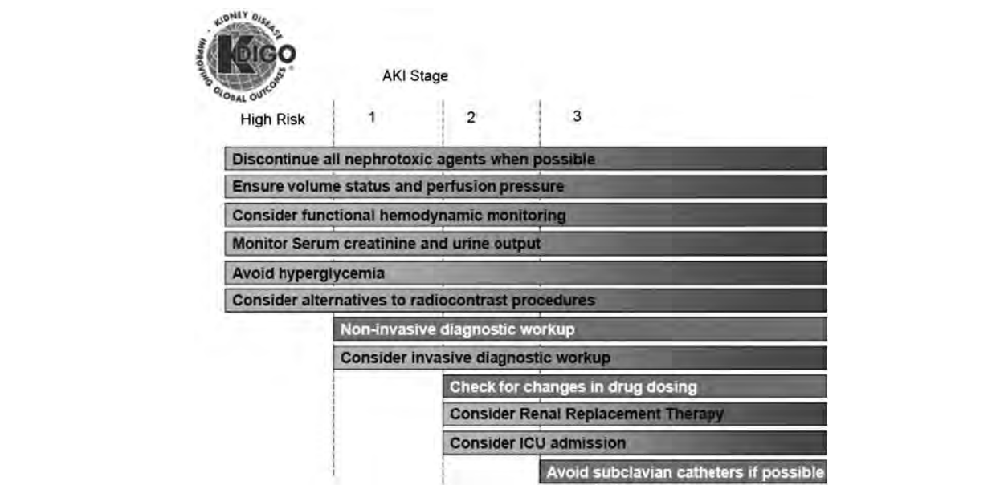 KIDNEY DISEASE
KDIGO
IMPROVING GLOBAL OUTCOMES
®
AKI Stage
High Risk 1 2 3
Discontinue all nephrotoxic agents when possible
Ensure volume status and perfusion pressure
Consider functional hemodynamic monitoring
Monitor Serum creatinine and urine output
Avoid hyperglycemia
Consider alternatives to radiocontrast procedures
Non-invasive diagnostic workup
Consider invasive diagnostic workup
Check for changes in drug dosing
Consider Renal Replacement Therapy
Consider ICU admission
Avoid subclavian catheters if possible